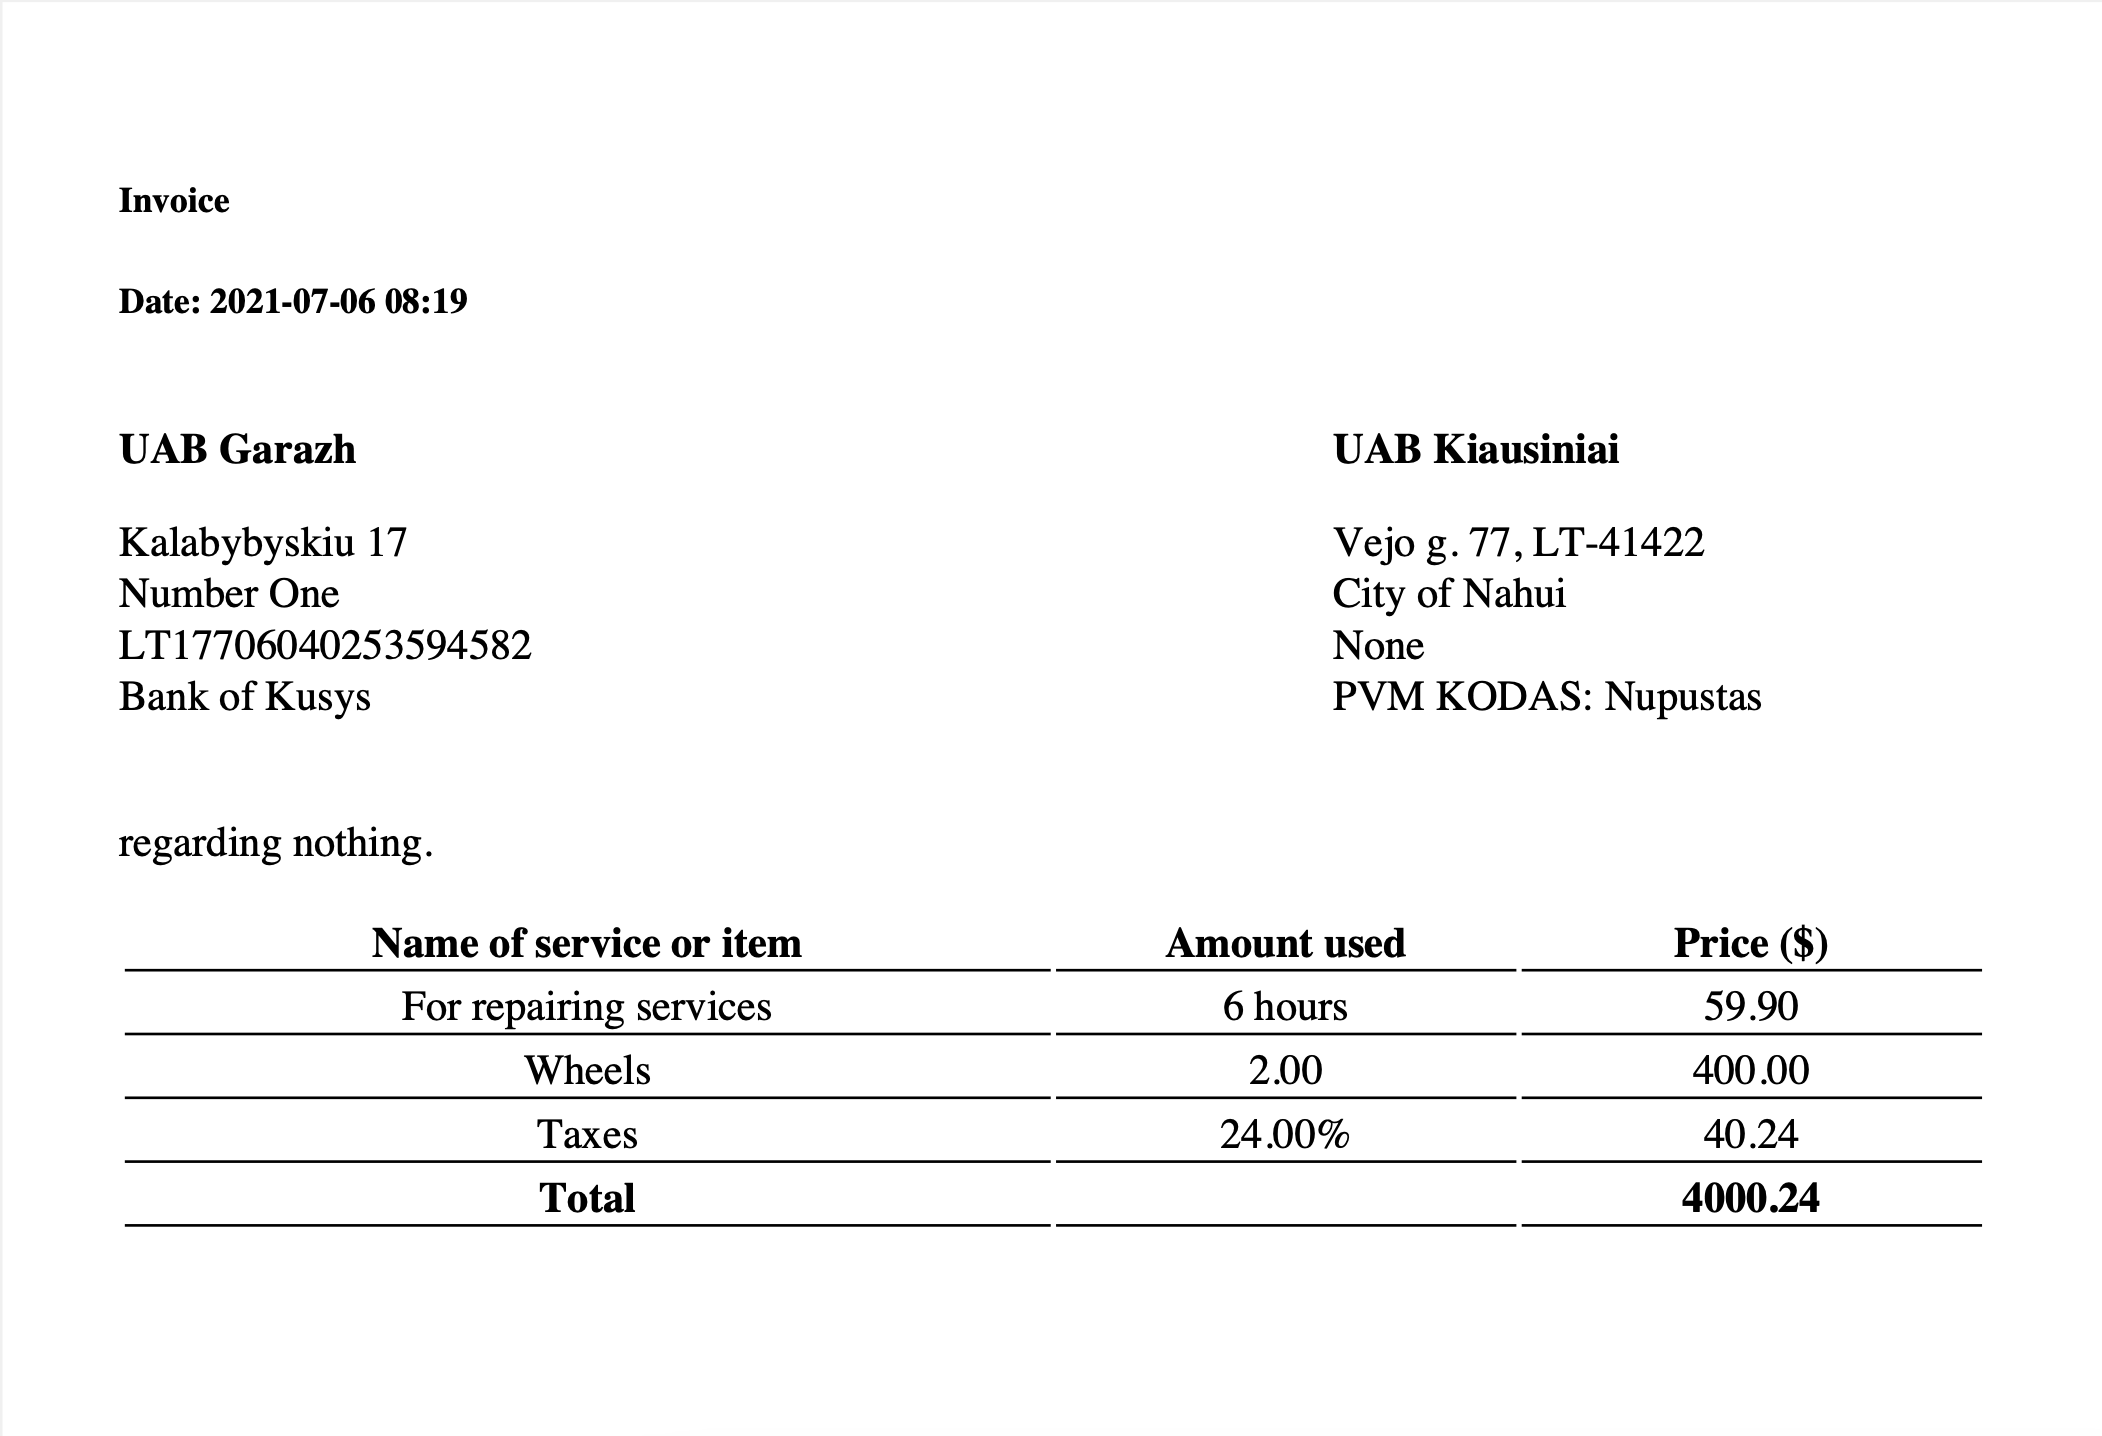 Invoice
Date: 2021-07-06 08:19
UAB Garazh
Kalabybyskiu 17
Number One
LT17706040253594582
Bank of Kusys
UAB Kiausiniai
Vejo g. 77, LT-41422
City of Nahui
None
PVM KODAS: Nupustas
regarding nothing.
Name of service or item Amount used Price ($)
For repairing services 6 hours 59.90
Wheels 2.00 400.00
Taxes 24.00% 40.24
Total 4000.24